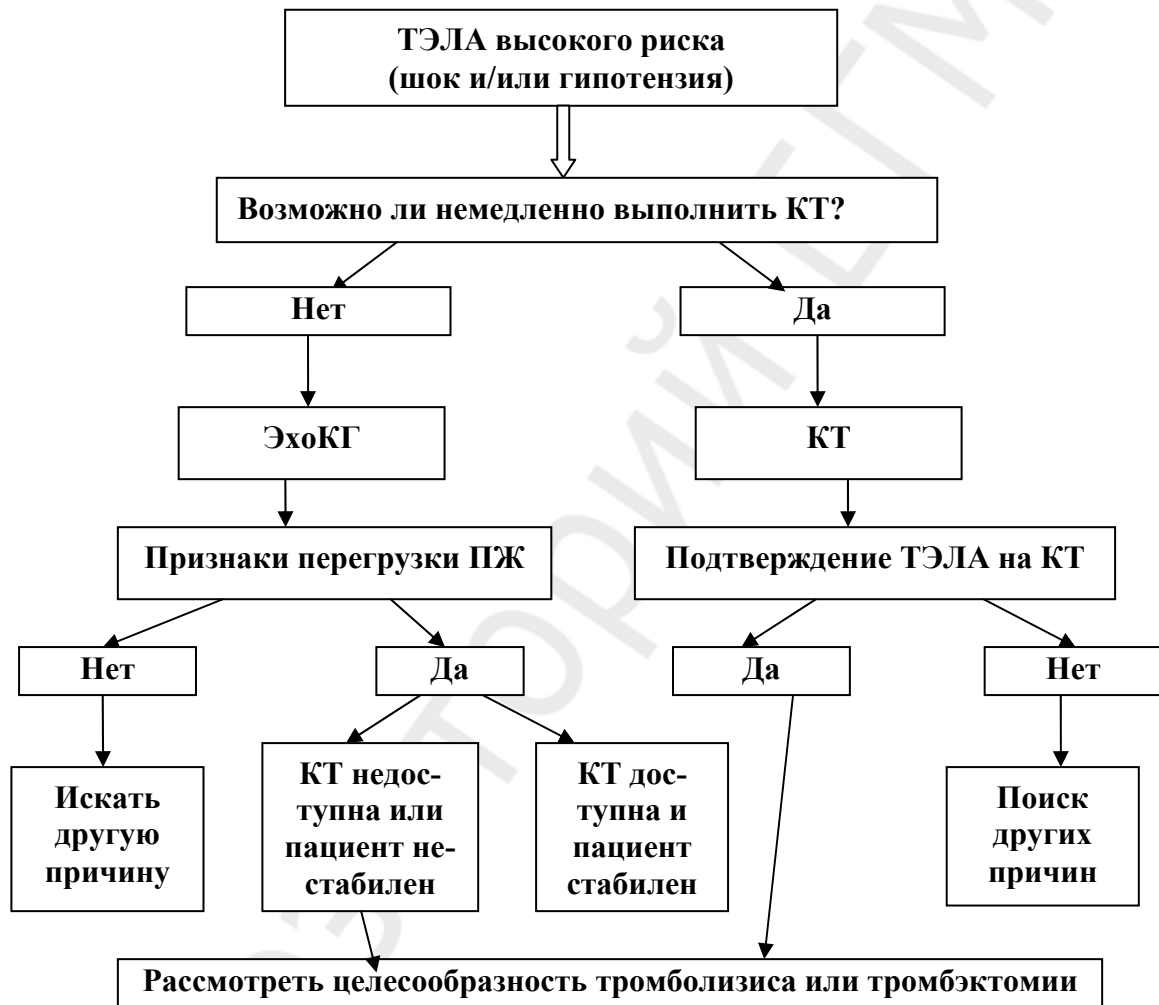 ТЭЛА высокого риска
(шок и/или гипотензия)
Возможно ли немедленно выполнить КТ?
Нет
Да
ЭхоКГ
КТ
Признаки перегрузки ПЖ
Подтверждение ТЭЛА на КТ
Нет
Да
Да
Нет
Искать
другую
причину
КТ недос-
тупна или
пациент не-
стабилен
КТ дос-
тупна и
пациент
стабилен
Поиск
других
причин
Рассмотреть целесообразность тромболизиса или тромбэктомии